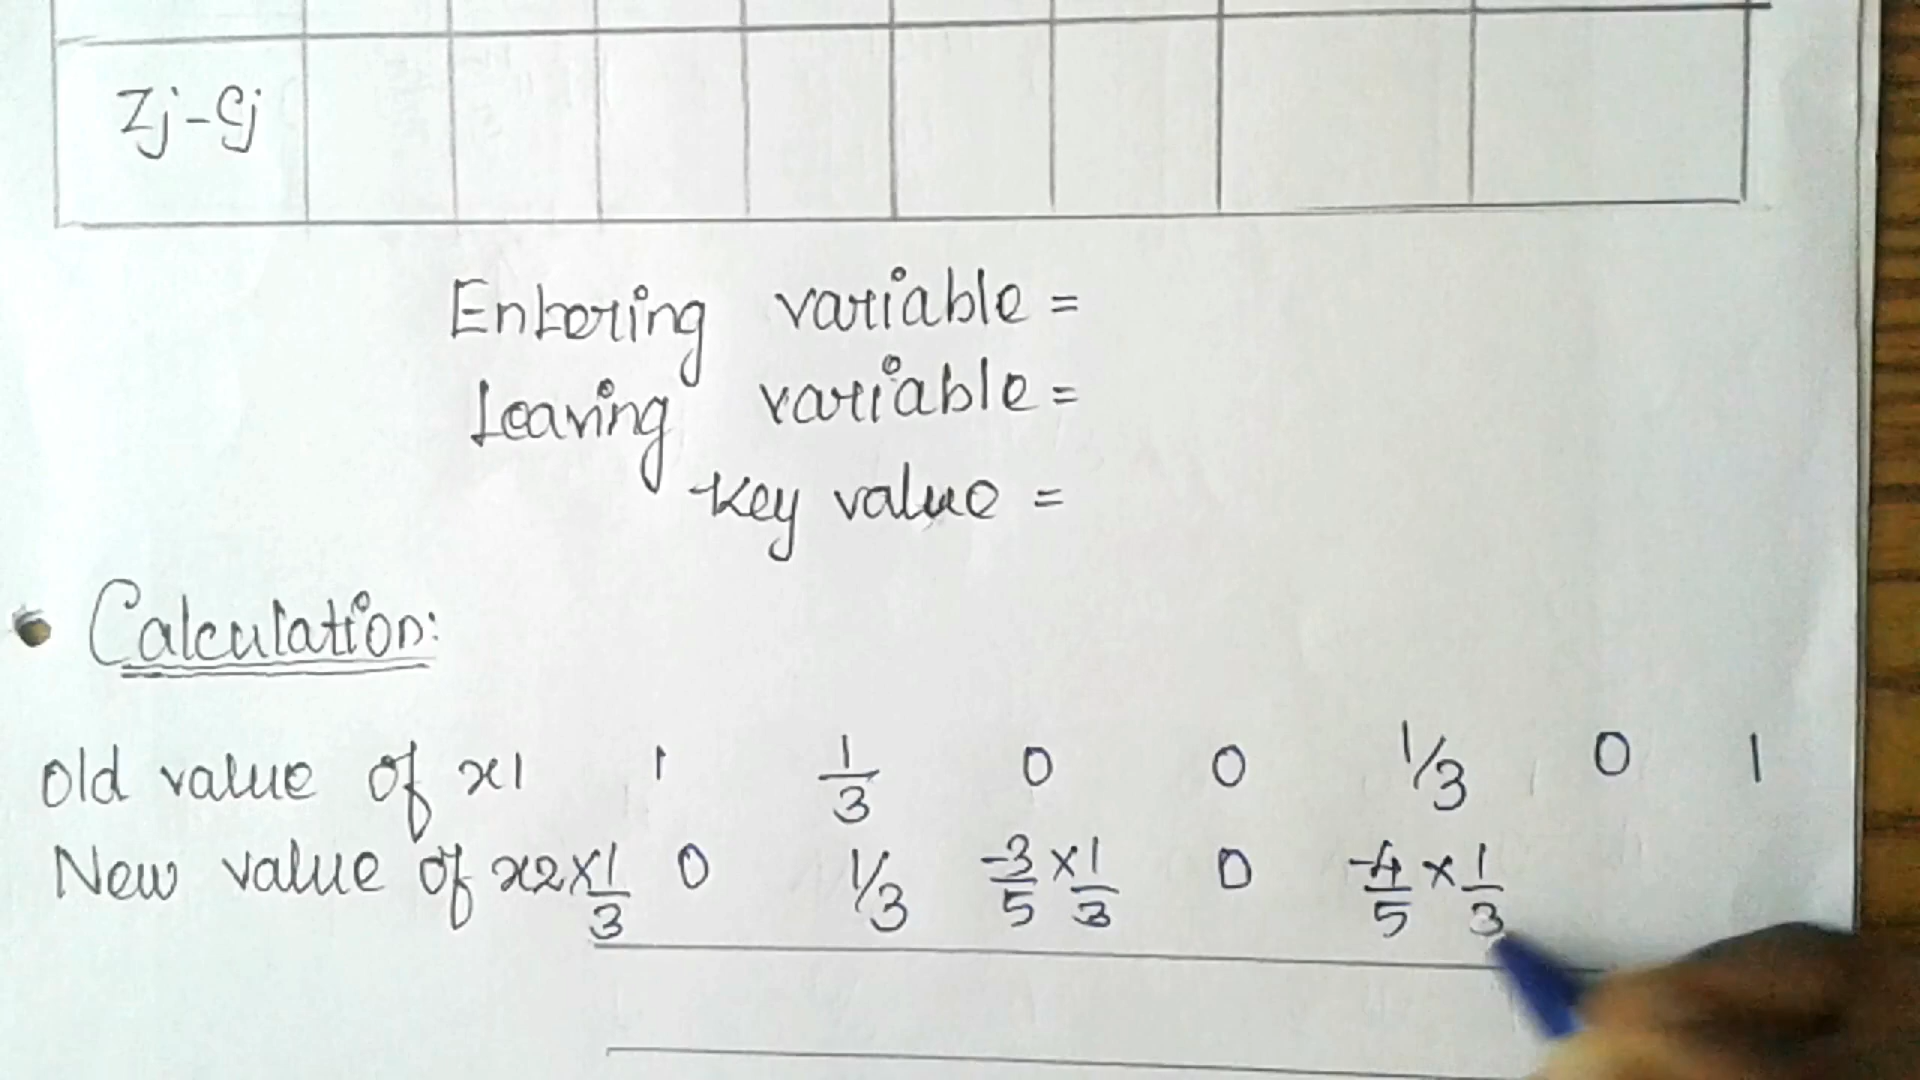 Zj-Cj
Entering variable =
Leaving variable =
Key value =
• Calculation:
Old value of x1 1 1/3 0 0 1/3 0 1
New value of x2×1/3 0 1/3 -3/5×1/3 0 -4/5×1/3